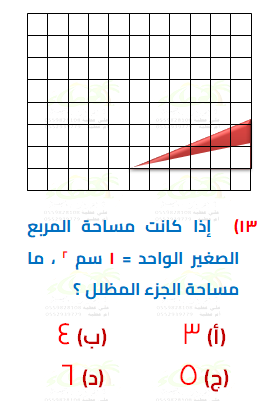 ١٣) إذا كانت مساحة المربع
الصغير الواحد = ١ سم ٢ ، ما
مساحة الجزء المظلل ؟
(أ) ٣ (ب) ٤
(ج) ٥ (د) ٦